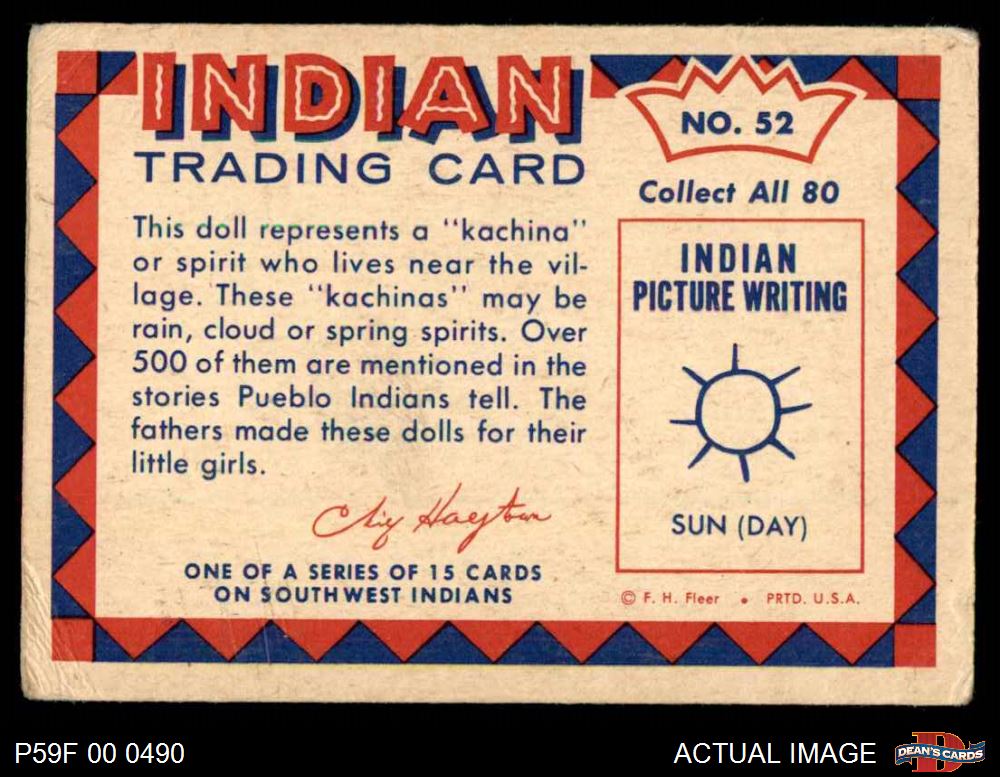 INDIAN
TRADING CARD
NO. 52
Collect All 80
This doll represents a "kachina"
or spirit who lives near the vil-
lage. These "kachinas" may be
rain, cloud or spring spirits. Over
500 of them are mentioned in the
stories Pueblo Indians tell. The
fathers made these dolls for their
little girls.
ONE OF A SERIES OF 15 CARDS
ON SOUTHWEST INDIANS
INDIAN
PICTURE WRITING
SUN (DAY)
© F. H. Fleer • PRTD. U.S.A.
P59F 00 0490
ACTUAL IMAGE
DEAN'S CARDS